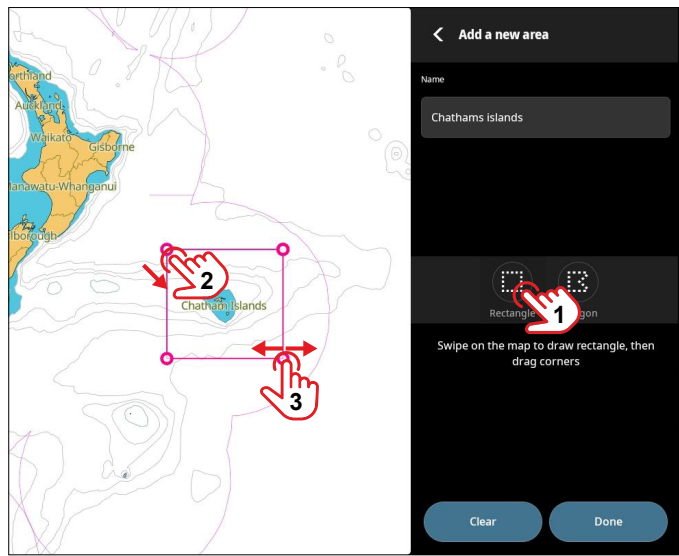 orthland
Auckland
Waikato
Gisborne
anawatu-Whanganui
lborough
2
Chatham Islands
3
Add a new area
Name
Chathams islands
1
Rectangle gon
Swipe on the map to draw rectangle, then
drag corners
Clear Done